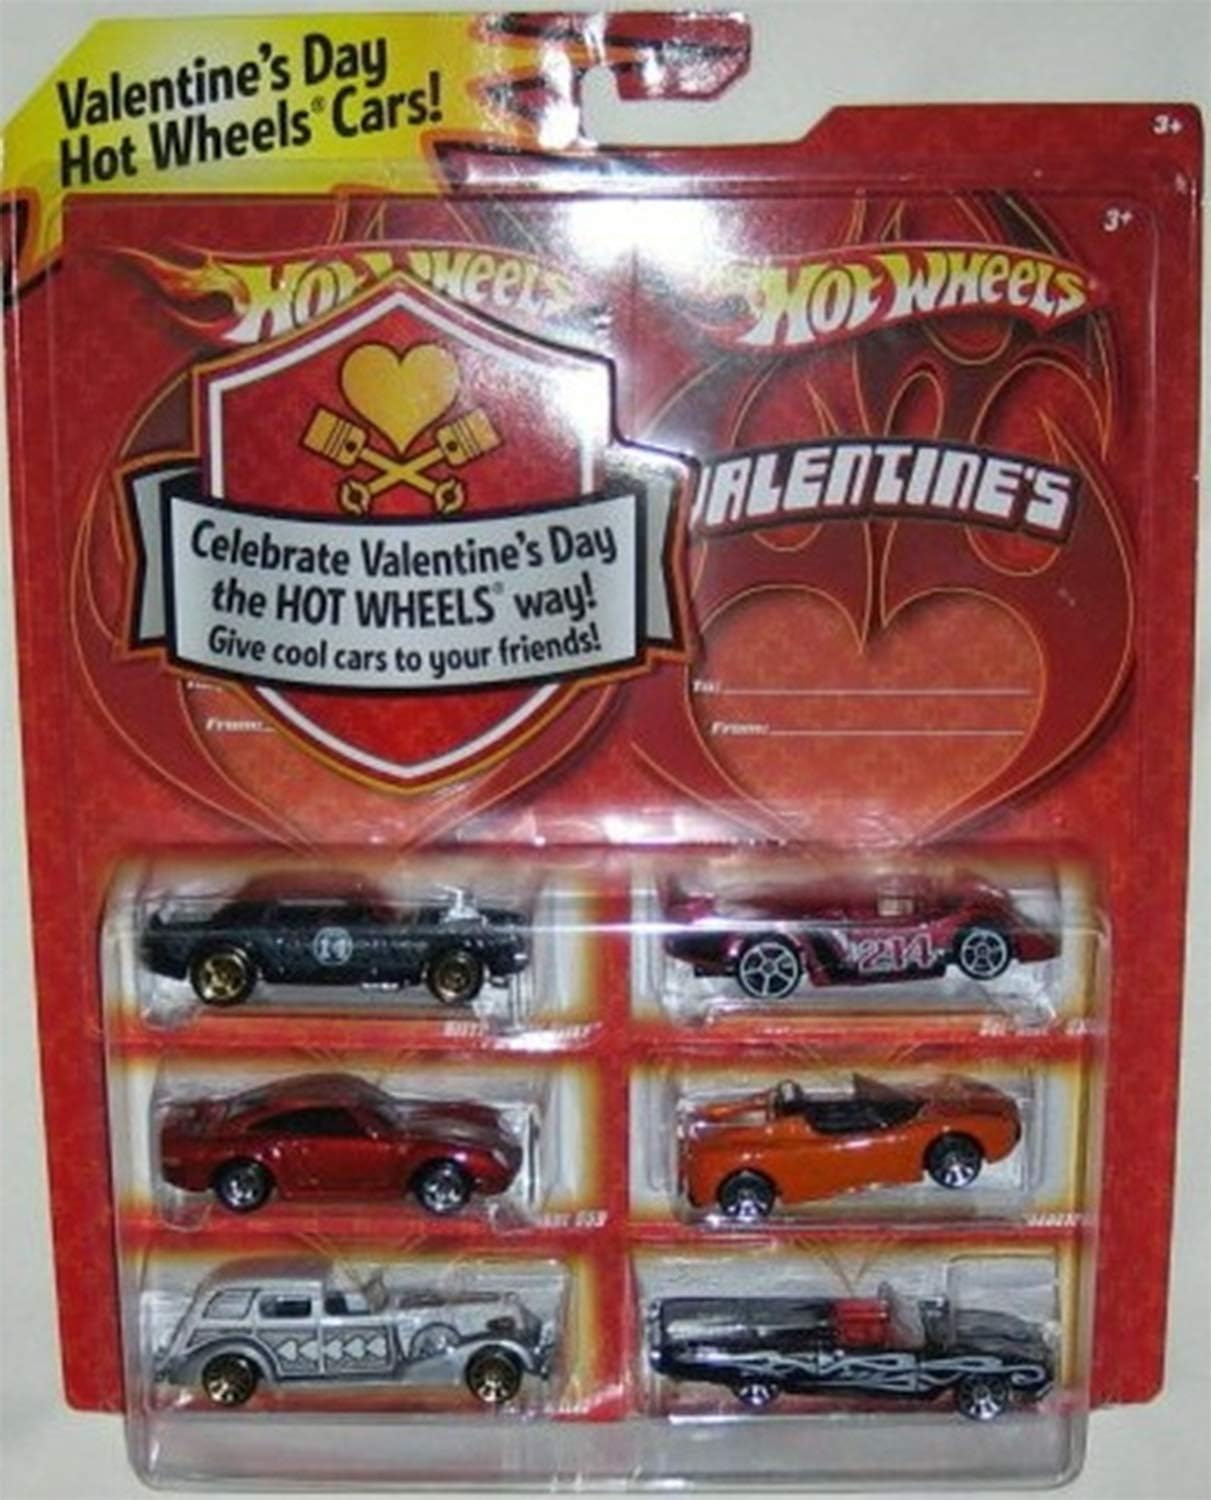 Valentine's Day
Hot Wheels® Cars!
3+
3+
HOT WHEELS
HOT WHEELS
VALENTINE'S
Celebrate Valentine's Day
the HOT WHEELS® way!
Give cool cars to your friends!
To:
From:
From:
14
214